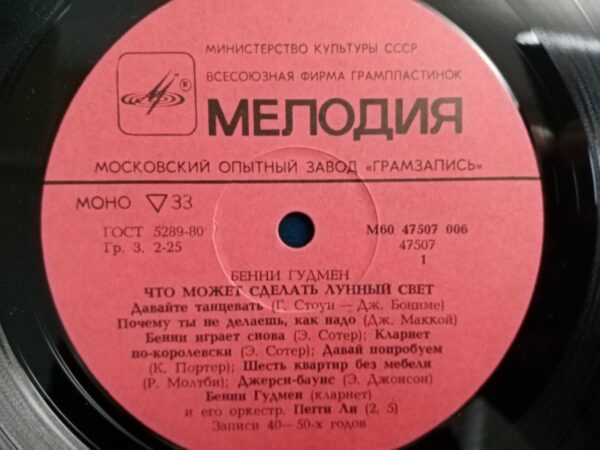 МИНИСТЕРСТВО КУЛЬТУРЫ СССР
ВСЕСОЮЗНАЯ ФИРМА ГРАМПЛАСТИНОК
®
МЕЛОДИЯ
МОСКОВСКИЙ ОПЫТНЫЙ ЗАВОД «ГРАМЗАПИСЬ»
МОНО ▽ 33
ГОСТ 5289-80
Гр. 3. 2-25
М60 47507 006
47507
1
БЕННИ ГУДМЕН
ЧТО МОЖЕТ СДЕЛАТЬ ЛУННЫЙ СВЕТ
Давайте танцевать (Г. Стоун — Дж. Бониме)
Почему ты не делаешь, как надо (Дж. Маккой)
Бенни играет снова (Э. Сотер); Кларнет
по-королевски (Э. Сотер); Давай попробуем
(К. Портер); Шесть квартир без мебели
(Р. Молтби); Джерси-баунс (Э. Джонсон)
Бенни Гудмен (кларнет)
и его оркестр. Пегги Ли (2, 5)
Записи 40—50-х годов